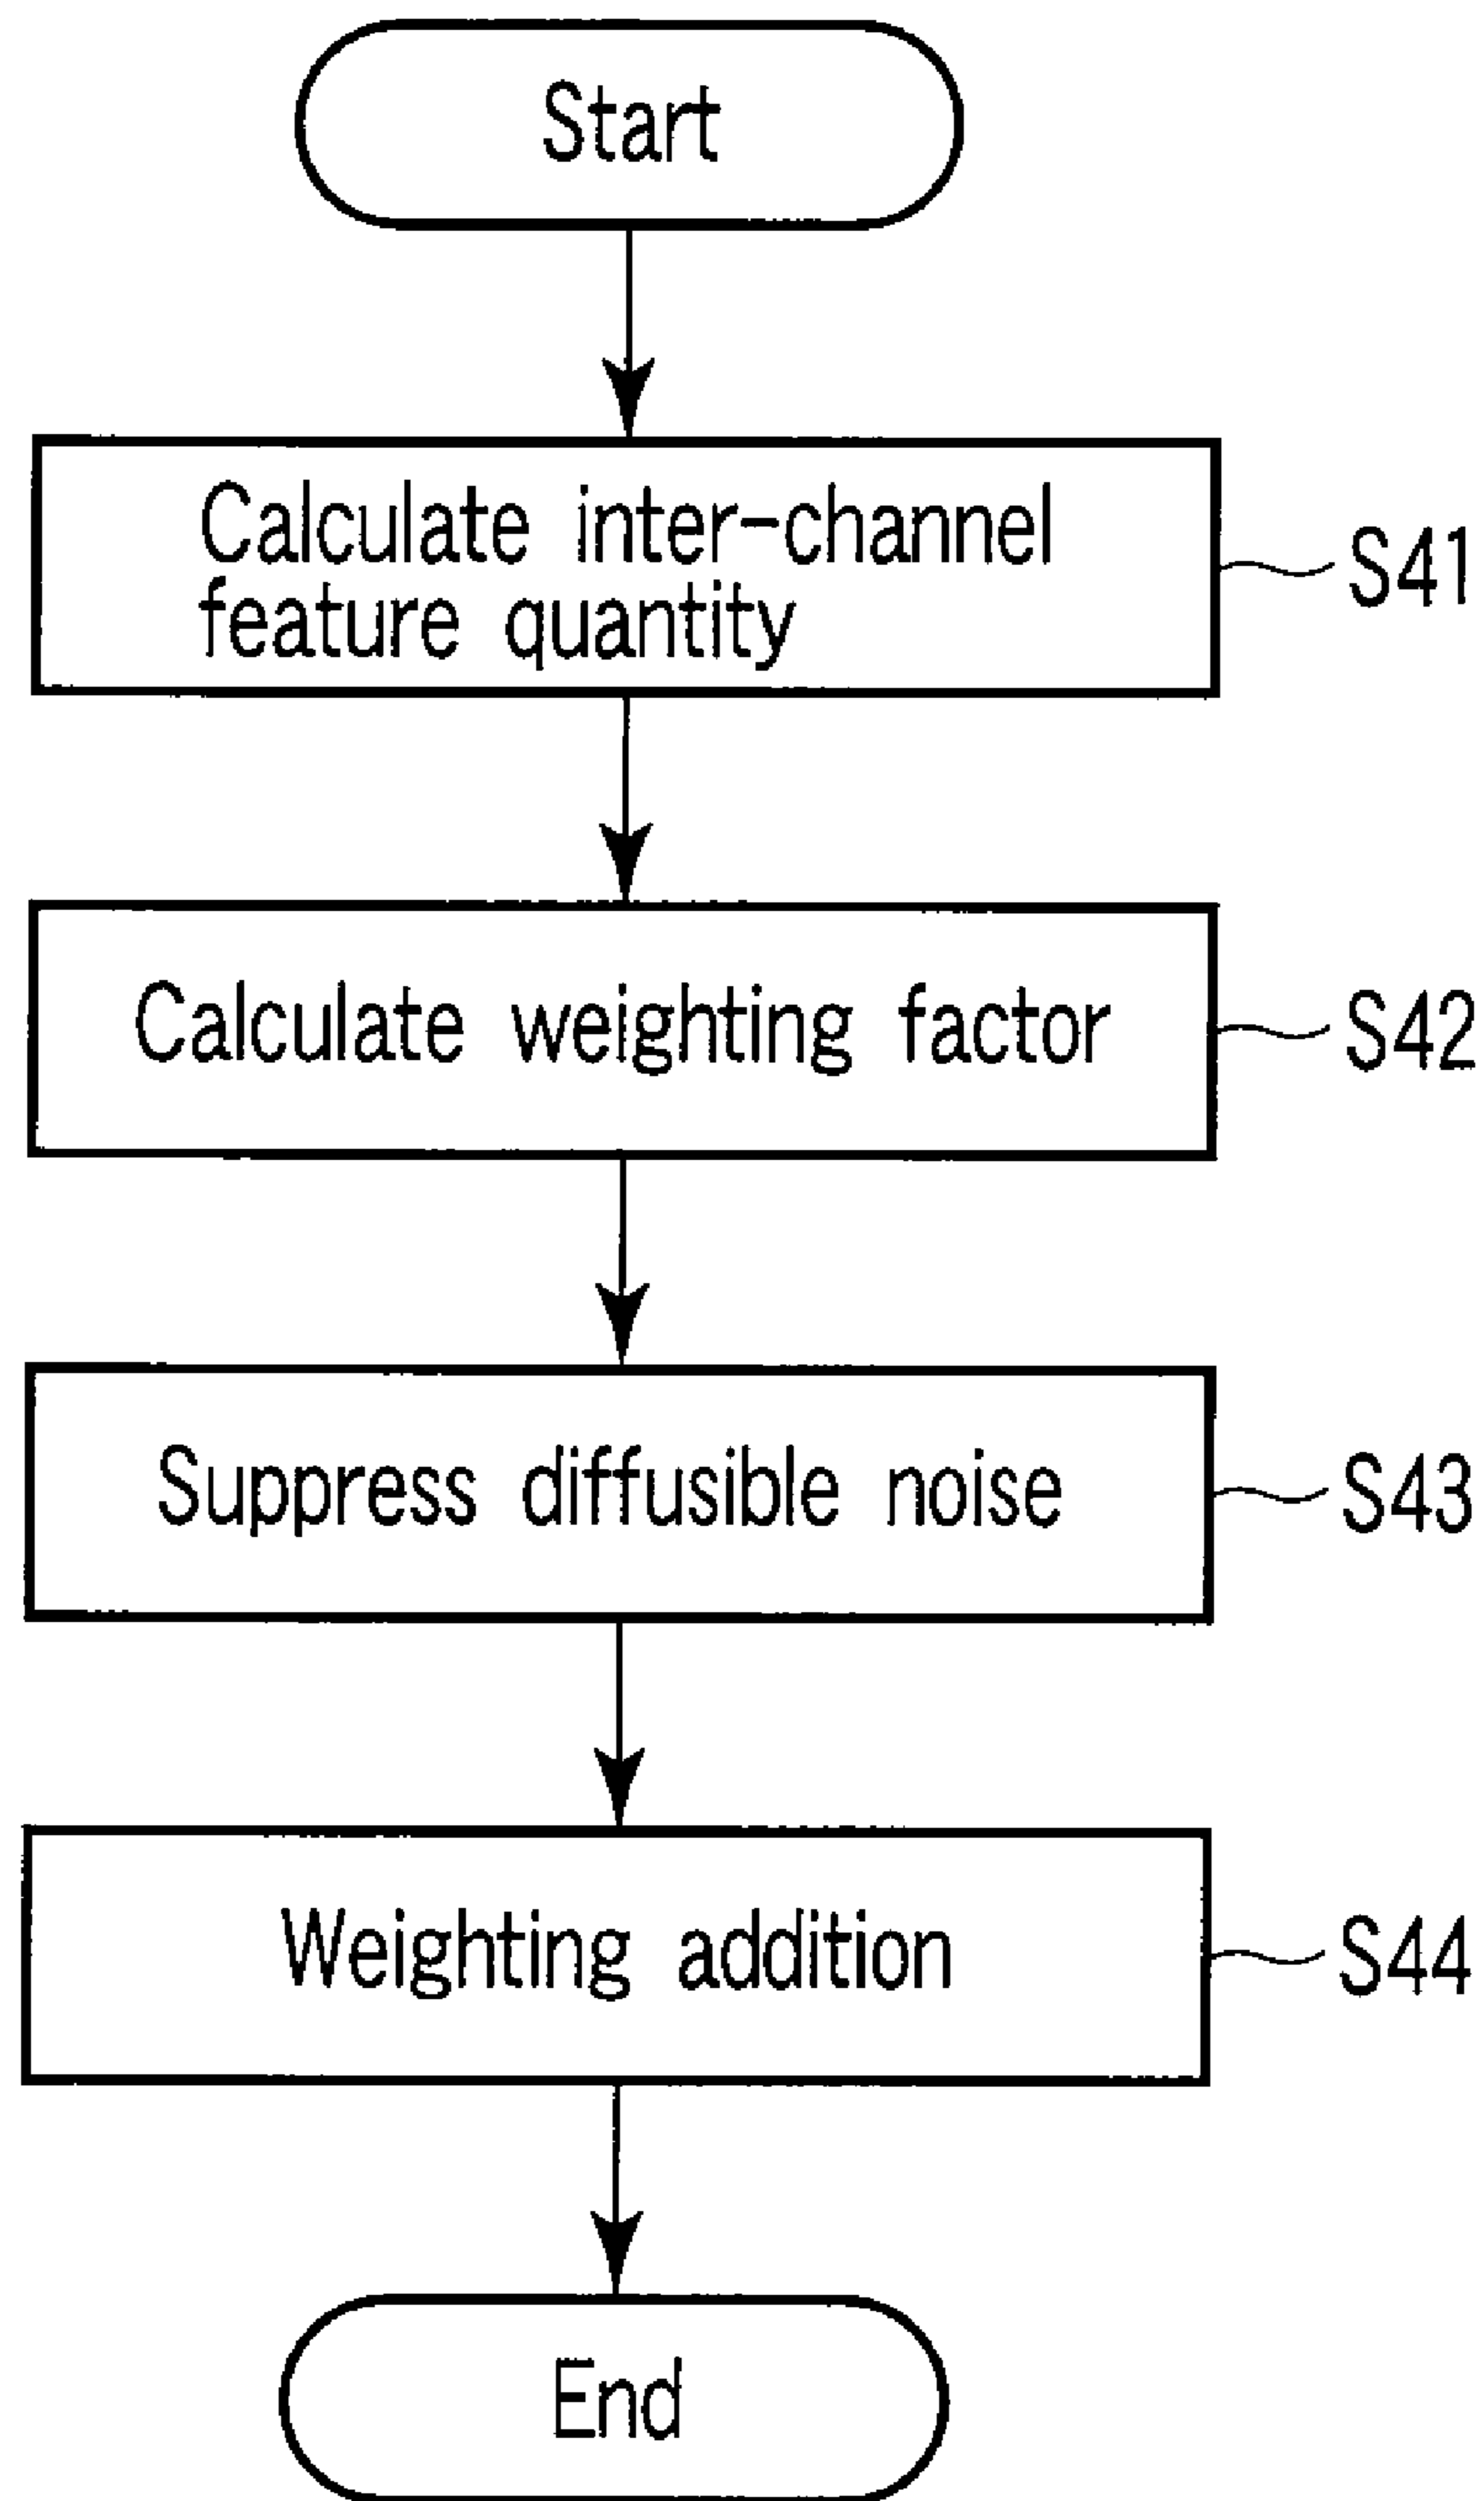 Start
Calculate inter-channel
feature quantity
S41
Calculate weighting factor
S42
Suppress diffusible noise
S43
Weighting addition
S44
End